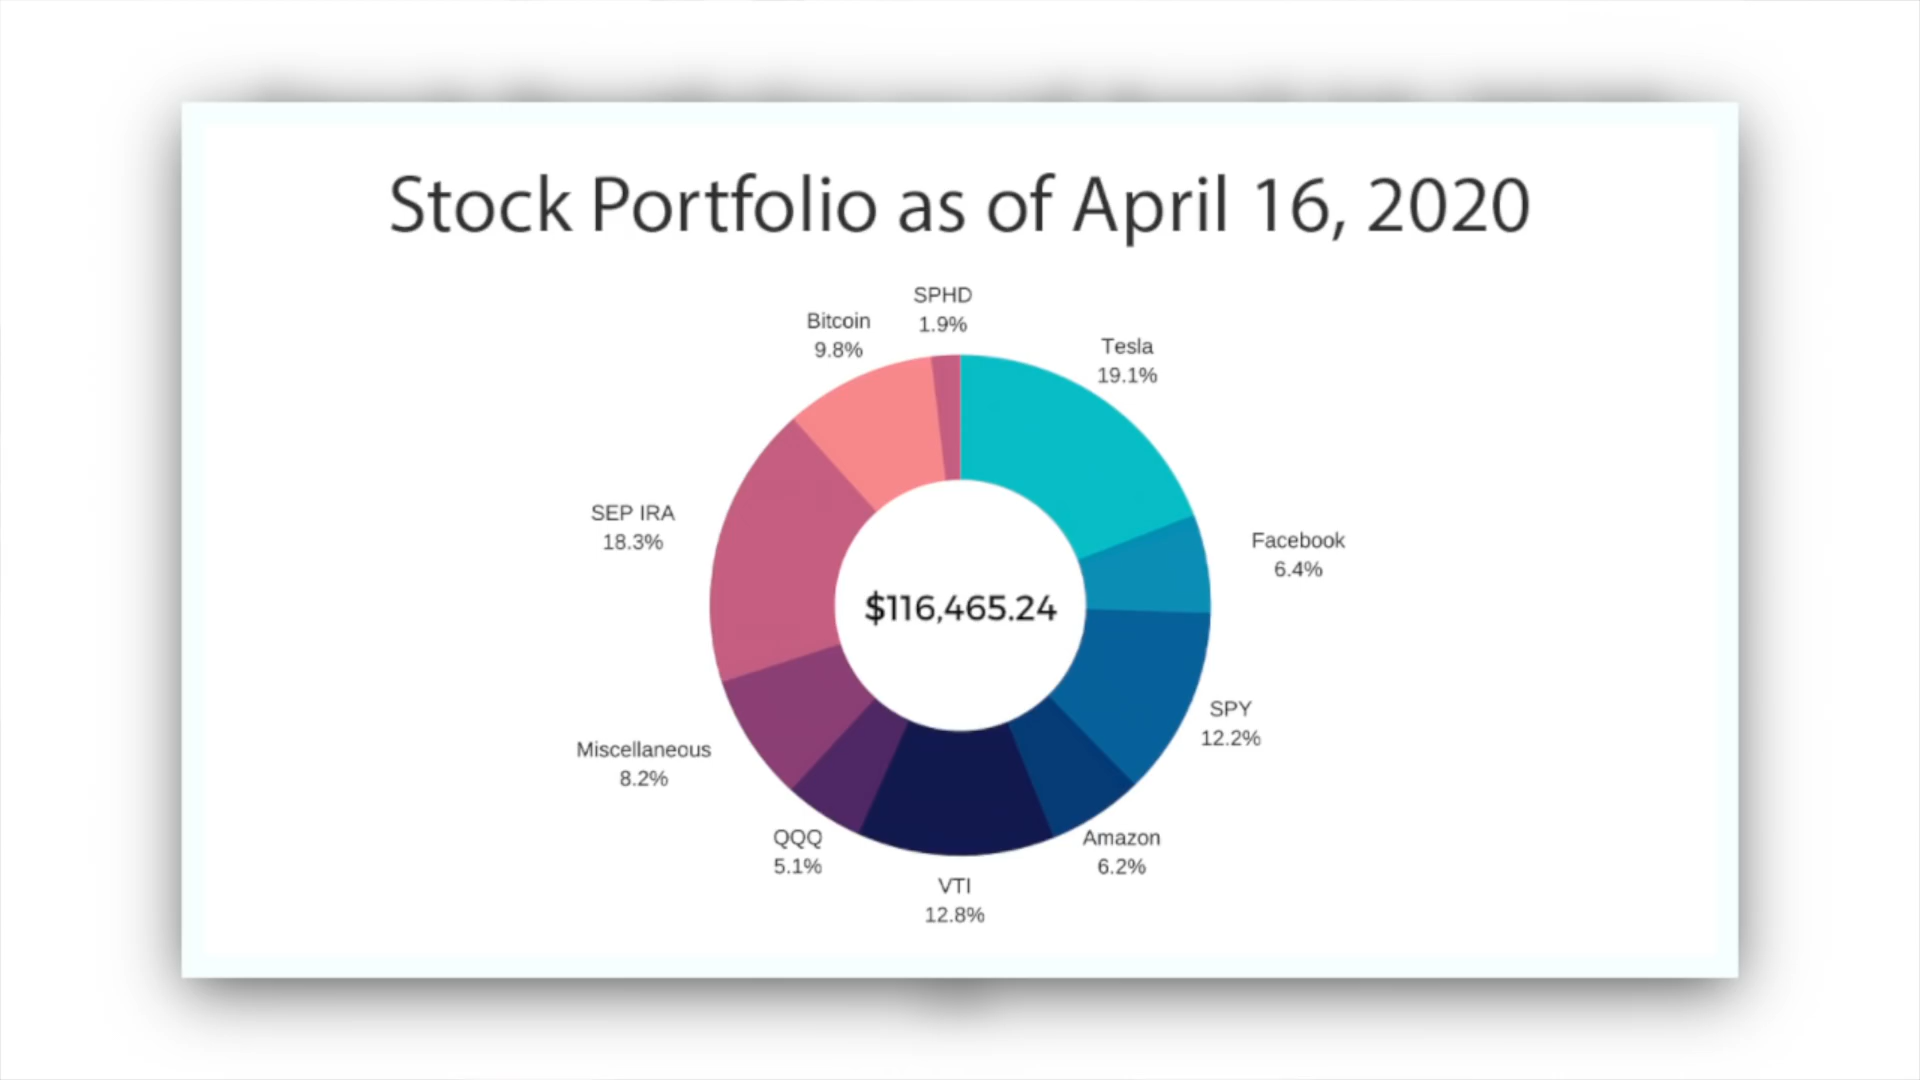 Stock Portfolio as of April 16, 2020
SPHD
1.9%
Bitcoin
9.8%
Tesla
19.1%
SEP IRA
18.3%
Facebook
6.4%
$116,465.24
SPY
12.2%
Miscellaneous
8.2%
QQQ
5.1%
Amazon
6.2%
VTI
12.8%